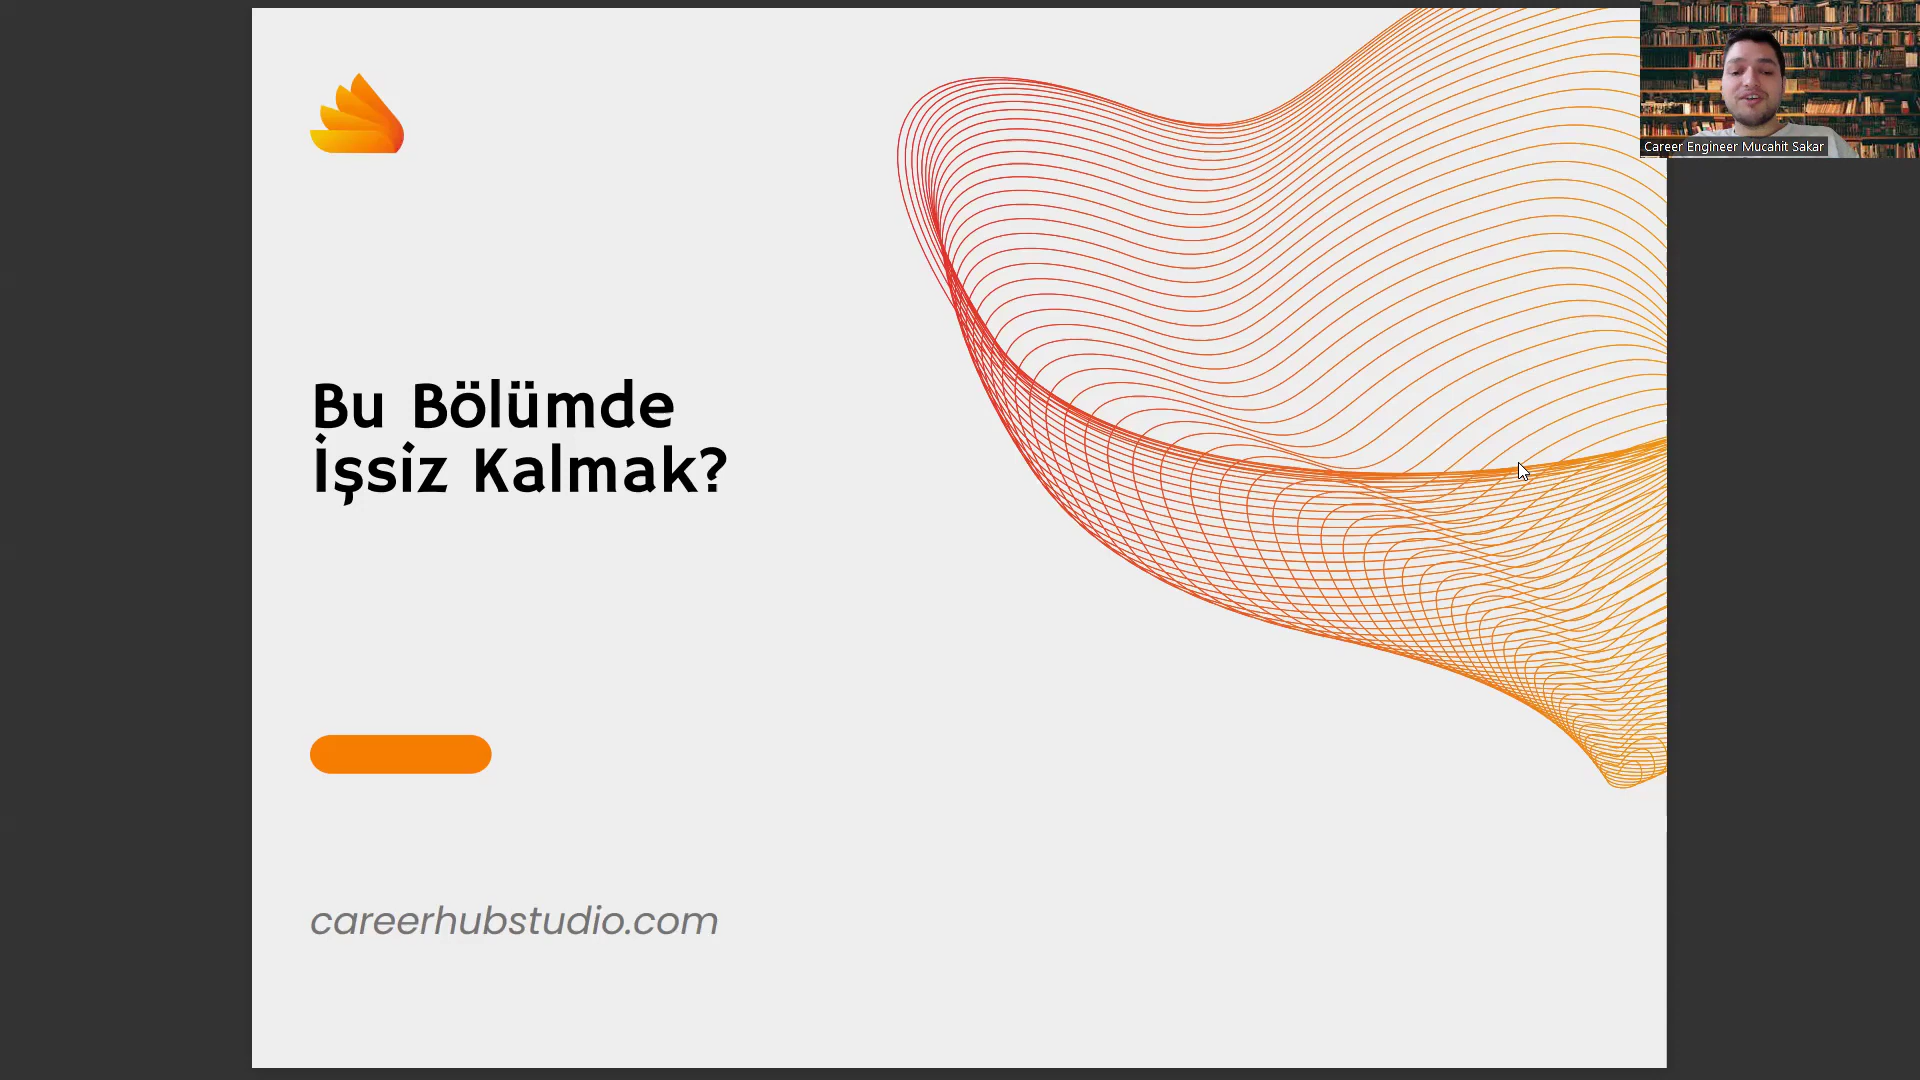 Career Engineer Mucahit Sakar
Bu Bölümde
İşsiz Kalmak?
careerhubstudio.com